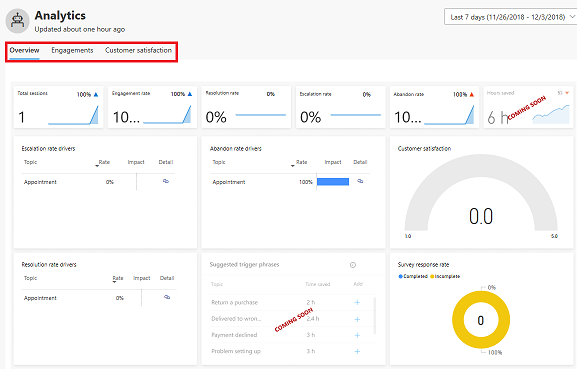 Analytics
Updated about one hour ago
Last 7 days (11/26/2018 - 12/3/2018)
Overview Engagements Customer satisfaction
Total sessions 100%
1
Engagement rate 100%
10...
Resolution rate 0%
0%
Escalation rate 0%
0%
Abandon rate 100%
10...
Hours saved
6 h
COMING SOON
Escalation rate drivers
Topic Rate Impact Detail
Appointment 0%
Abandon rate drivers
Topic Rate Impact Detail
Appointment 100%
Customer satisfaction
0.0
1.0 5.0
Resolution rate drivers
Topic Rate Impact Detail
Appointment 0%
Suggested trigger phrases
Topic Time saved
Return a purchase 2 h
Delivered to wron... 2.4 h
Payment declined 3 h
Problem setting up 3 h
COMING SOON
Survey response rate
Completed Incomplete
0%
0
100%